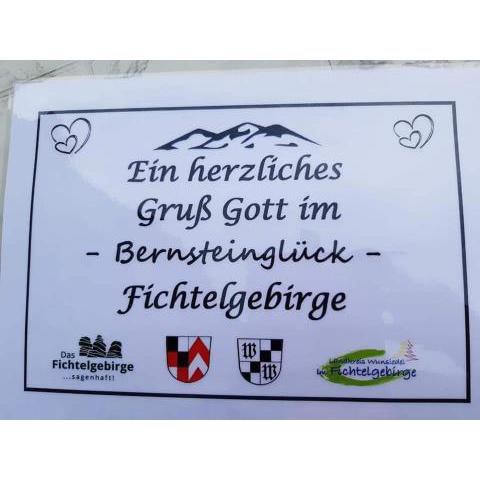 Ein herzliches
Gruß Gott im
- Bernsteinglück -
Fichtelgebirge
Das
Fichtelgebirge
...sagenhaft!
W
W
Landkreis Wunsiedel
im Fichtelgebirge